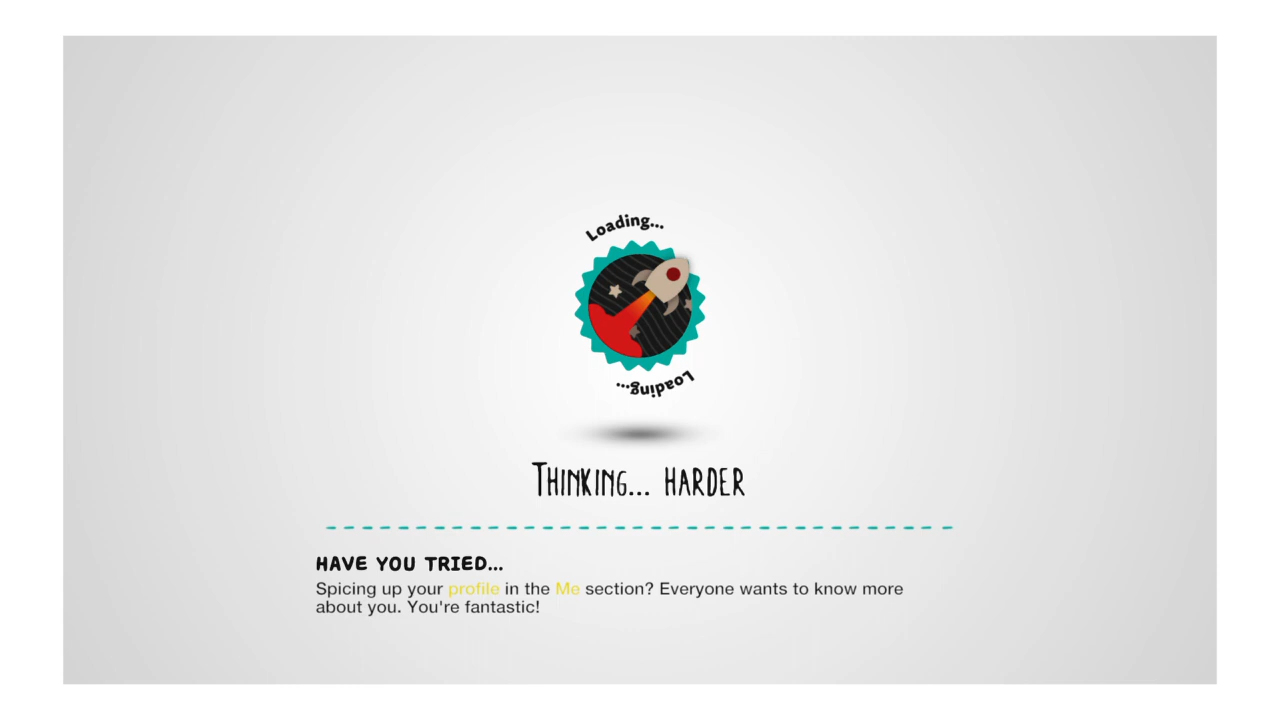 Loading...
Loading...
THINKING... HARDER
HAVE YOU TRIED...
Spicing up your profile in the Me section? Everyone wants to know more
about you. You're fantastic!